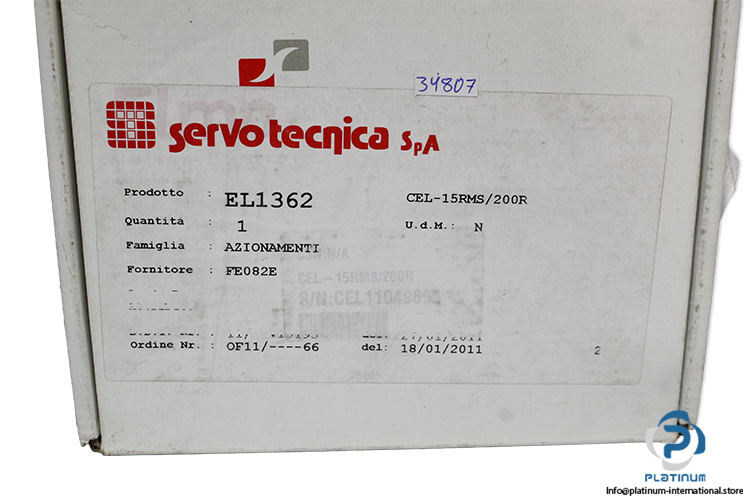 34807
servotecnica SpA
Prodotto : EL1362 CEL-15RMS/200R
Quantità : 1 U.d.M.: N
Famiglia : AZIONAMENTI
Fornitore : FE082E
CEL-15RMS/200R
Ordine Nr. : OF11/----66 del: 18/01/2011 2
PLATINUM
Info@platinum-international.store